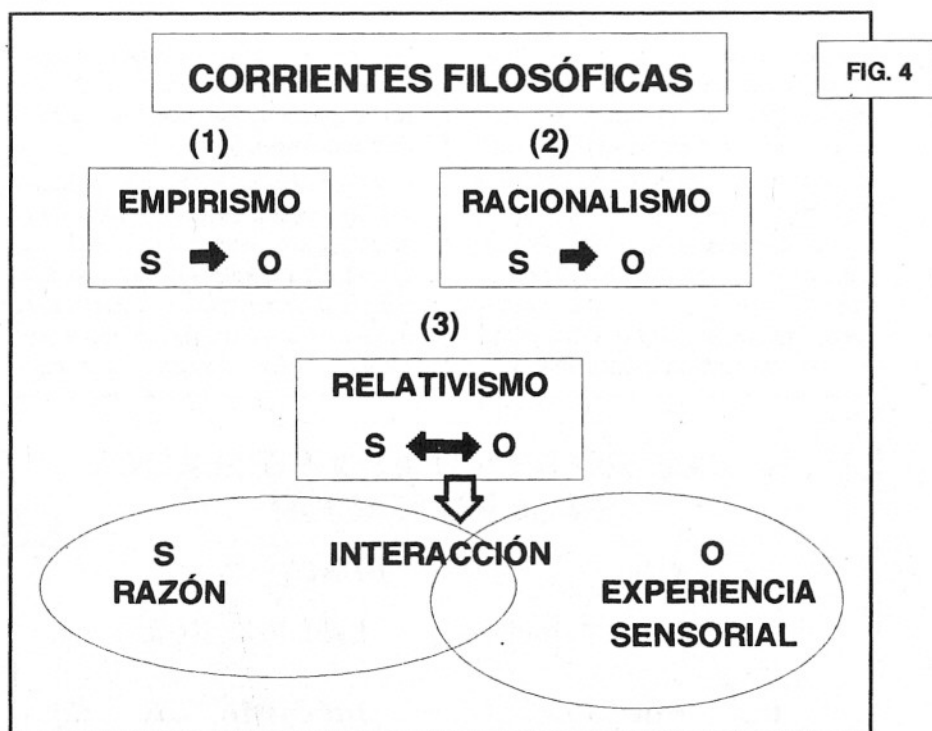 CORRIENTES FILOSÓFICAS
FIG. 4
(1)
(2)
EMPIRISMO
S O
RACIONALISMO
S O
(3)
RELATIVISMO
S O
S
RAZÓN
INTERACCIÓN
O
EXPERIENCIA
SENSORIAL